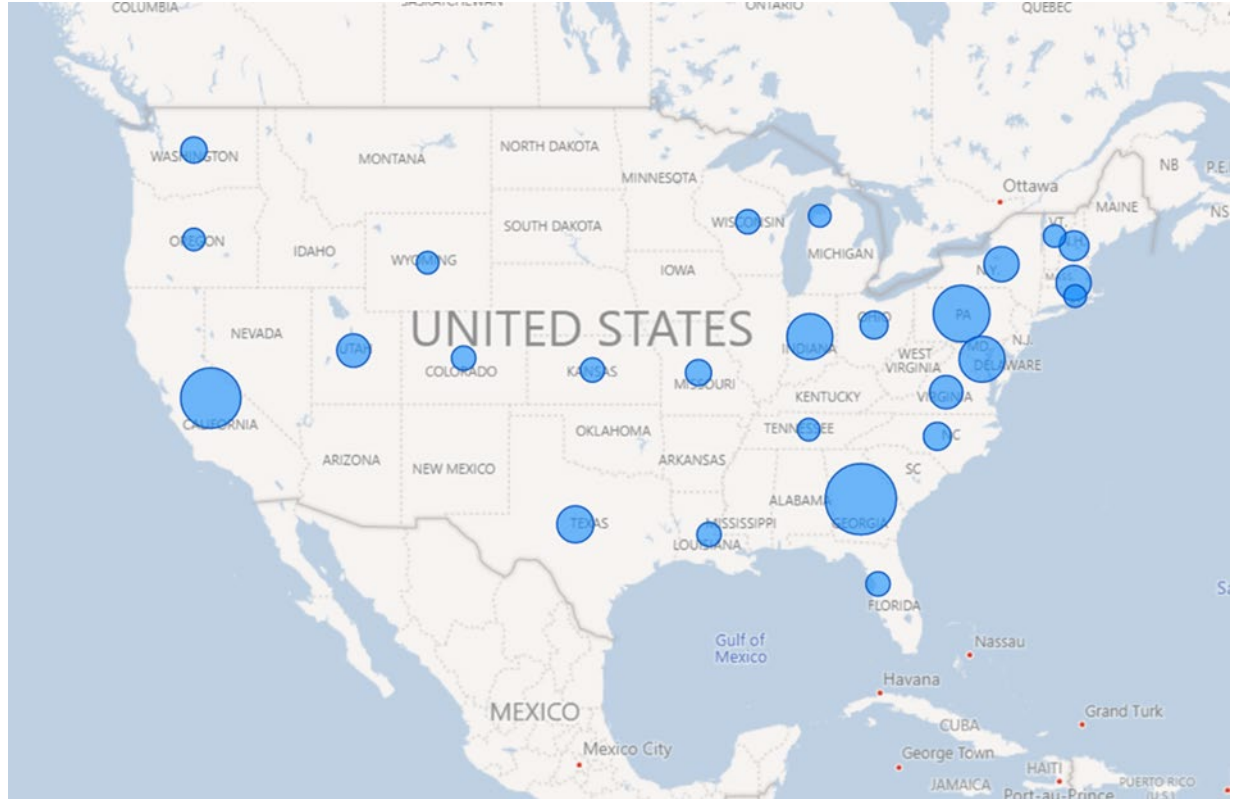 COLUMBIA
SASKATCHEWAN
ONTARIO
QUEBEC
WASHINGTON
MONTANA
NORTH DAKOTA
MINNESOTA
NB
P.E.
Ottawa
MAINE
NS
VT.
N.H.
OREGON
IDAHO
WYOMING
SOUTH DAKOTA
WISCONSIN
MICHIGAN
IOWA
N.Y.
MASS.
NEVADA
UTAH
UNITED STATES
COLORADO
KANSAS
MISSOURI
INDIANA
OHIO
PA
N.J.
MD.
DELAWARE
WEST
VIRGINIA
KENTUCKY
VIRGINIA
CALIFORNIA
ARIZONA
NEW MEXICO
OKLAHOMA
ARKANSAS
TENNESSEE
NC
SC
TEXAS
LOUISIANA
MISSISSIPPI
ALABAMA
GEORGIA
FLORIDA
Gulf of
Mexico
Nassau
Havana
MEXICO
Mexico City
CUBA
Grand Turk
George Town
HAITI
JAMAICA
Port-au-Prince
PUERTO RICO
(U.S.)